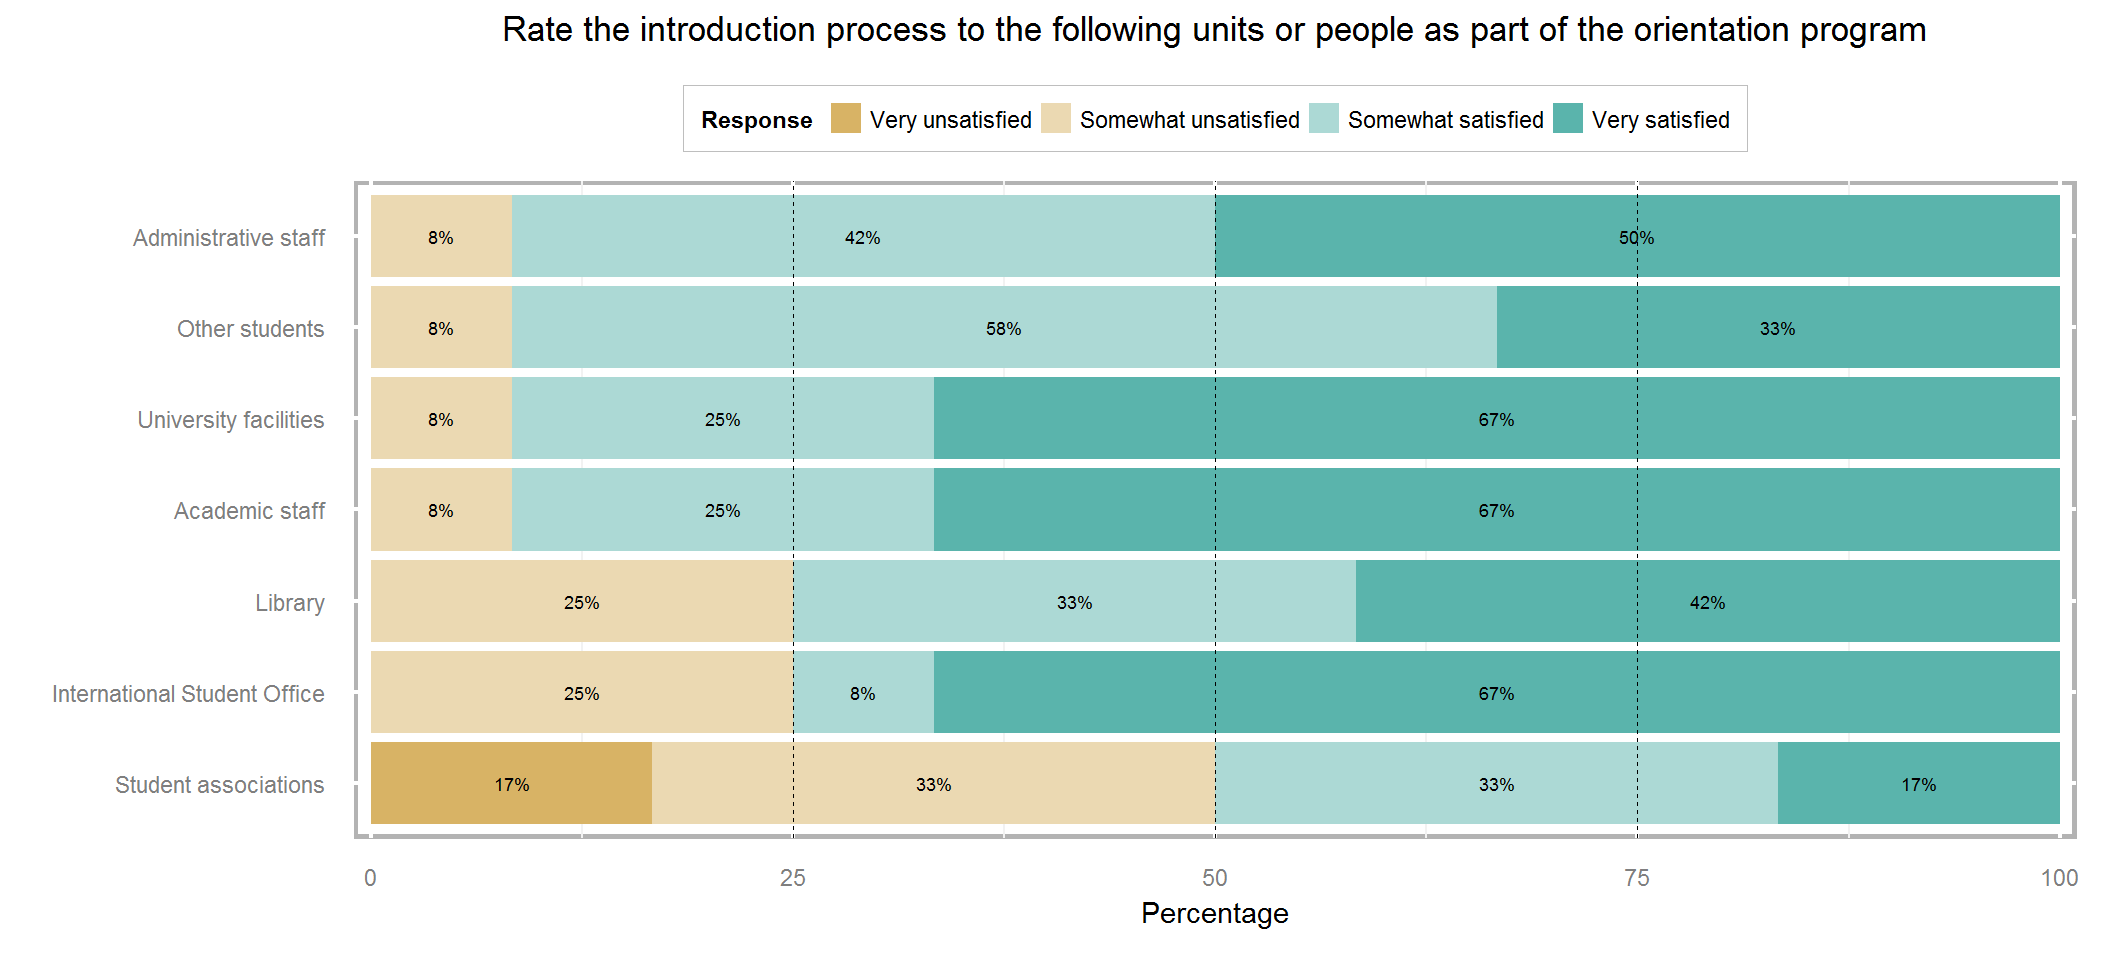 Rate the introduction process to the following units or people as part of the orientation program
Response Very unsatisfied Somewhat unsatisfied Somewhat satisfied Very satisfied
Administrative staff 8% 42% 50%
Other students 8% 58% 33%
University facilities 8% 25% 67%
Academic staff 8% 25% 67%
Library 25% 33% 42%
International Student Office 25% 8% 67%
Student associations 17% 33% 33% 17%
0 25 50 75 100
Percentage